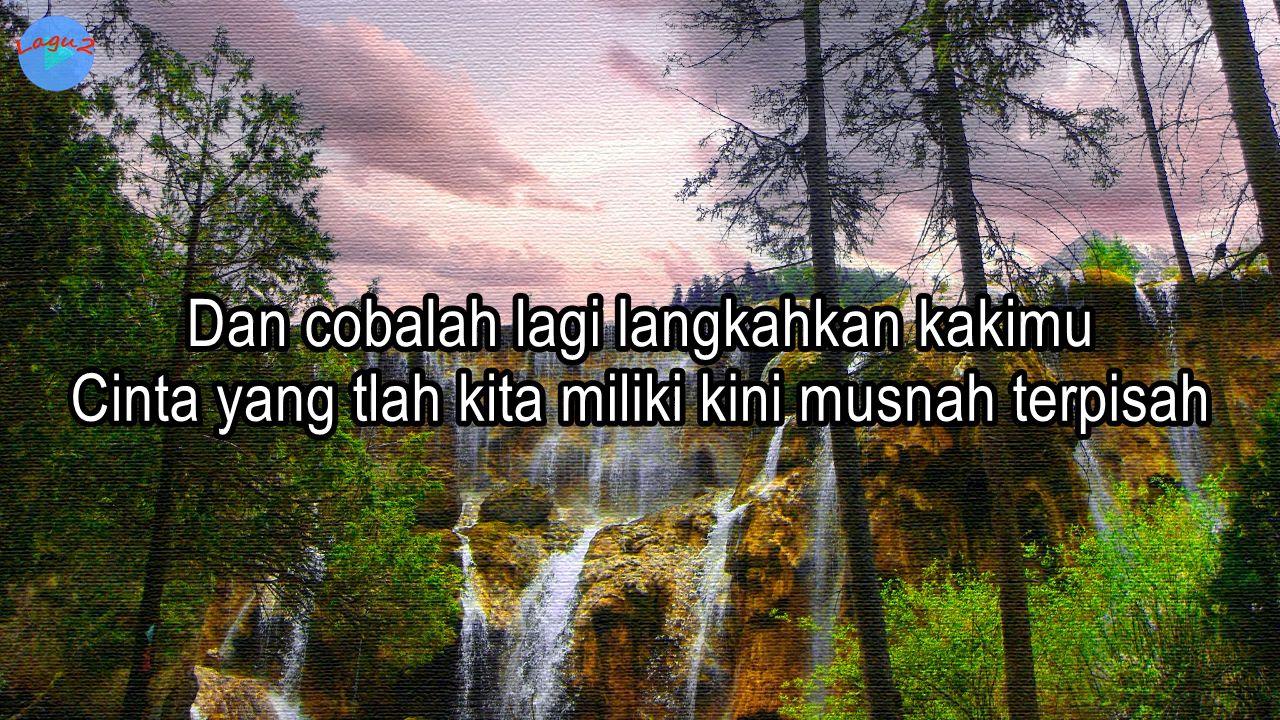 Lagu2
Dan cobalah lagi langkahkan kakimu
Cinta yang tlah kita miliki kini musnah terpisah